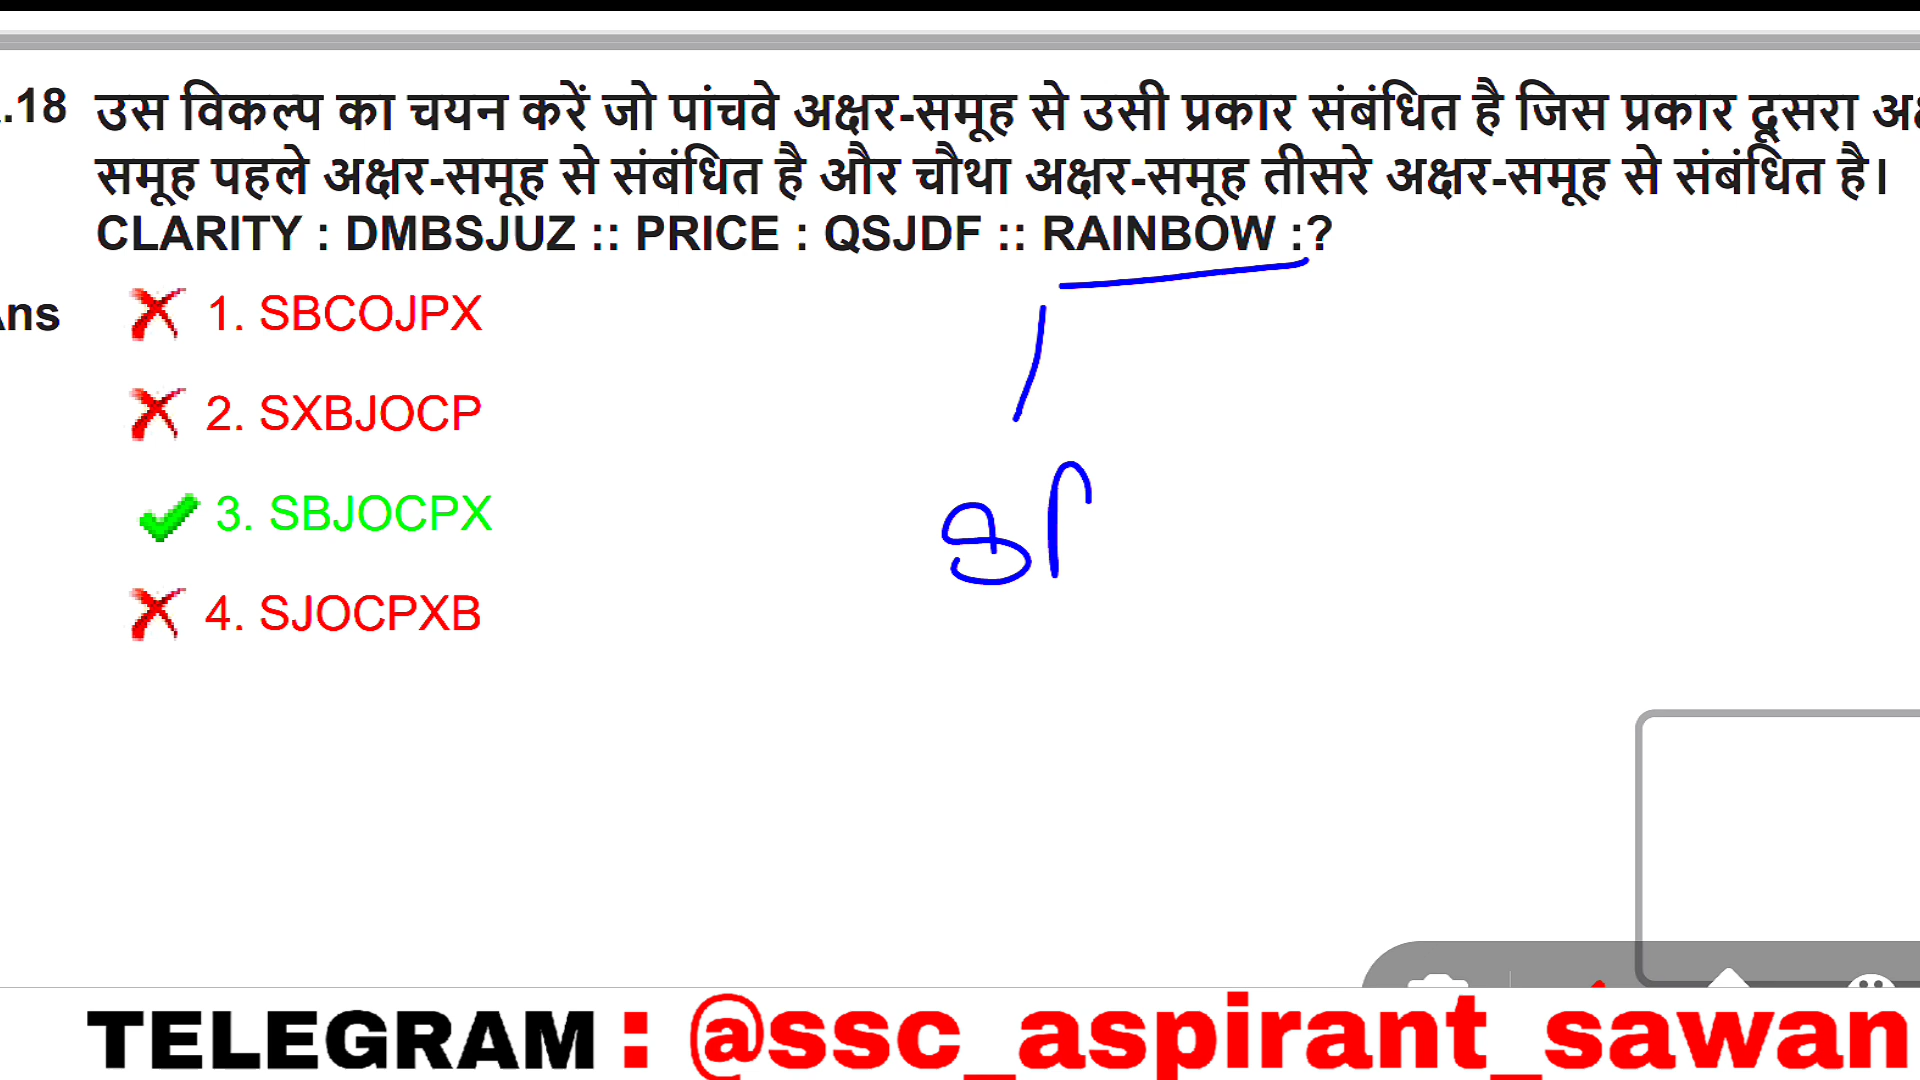 .18 उस विकल्प का चयन करें जो पांचवे अक्षर-समूह से उसी प्रकार संबंधित है जिस प्रकार दूसरा
समूह पहले अक्षर-समूह से संबंधित है और चौथा अक्षर-समूह तीसरे अक्षर-समूह से संबंधित है।
CLARITY : DMBSJUZ :: PRICE : QSJDF :: RAINBOW :?
Ans 1. SBCOJPX
2. SXBJOCP
3. SBJOCPX
4. SJOCPXB
TELEGRAM : @ssc_aspirant_sawan